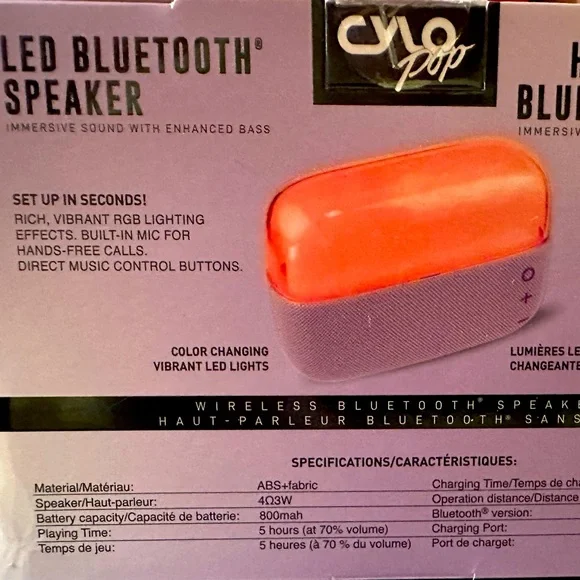 CYLO
Pop
LED BLUETOOTH®
SPEAKER
IMMERSIVE SOUND WITH ENHANCED BASS
H
BLU
IMMERSIV
SET UP IN SECONDS!
RICH, VIBRANT RGB LIGHTING
EFFECTS. BUILT-IN MIC FOR
HANDS-FREE CALLS.
DIRECT MUSIC CONTROL BUTTONS.
COLOR CHANGING
VIBRANT LED LIGHTS
LUMIÈRES LE
CHANGEANTE
WIRELESS BLUETOOTH® SPEAKE
HAUT-PARLEUR BLUETOOTH® SANS
SPECIFICATIONS/CARACTÉRISTIQUES:
Material/Matériau: ABS+fabric
Speaker/Haut-parleur: 4Ω3W
Battery capacity/Capacité de batterie: 800mah
Playing Time: 5 hours (at 70% volume)
Temps de jeu: 5 heures (à 70 % du volume)
Charging Time/Temps de cha
Operation distance/Distance
Bluetooth® version:
Charging Port:
Port de charget: